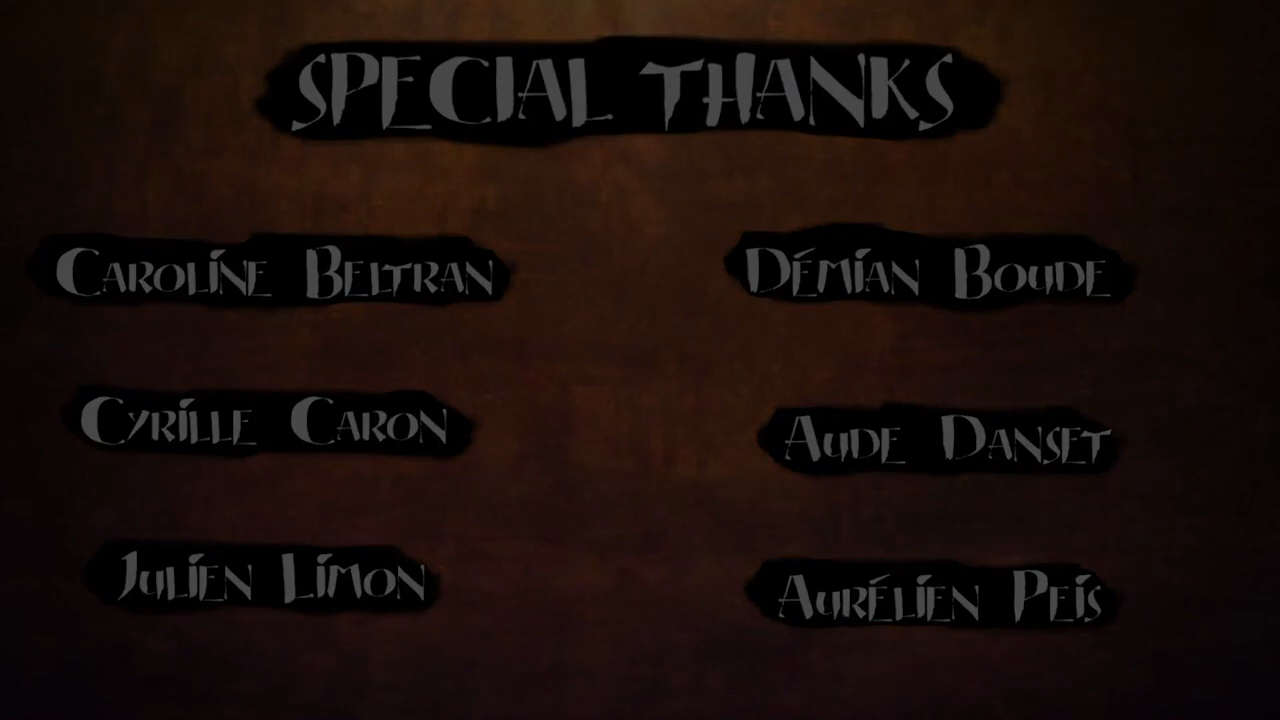 SPECIAL THANKS
CAROLINE BELTRAN
DÉMIAN BOUDE
CYRILLE CARON
AUDE DANSET
JULIEN LIMON
AURÉLIEN PEIS